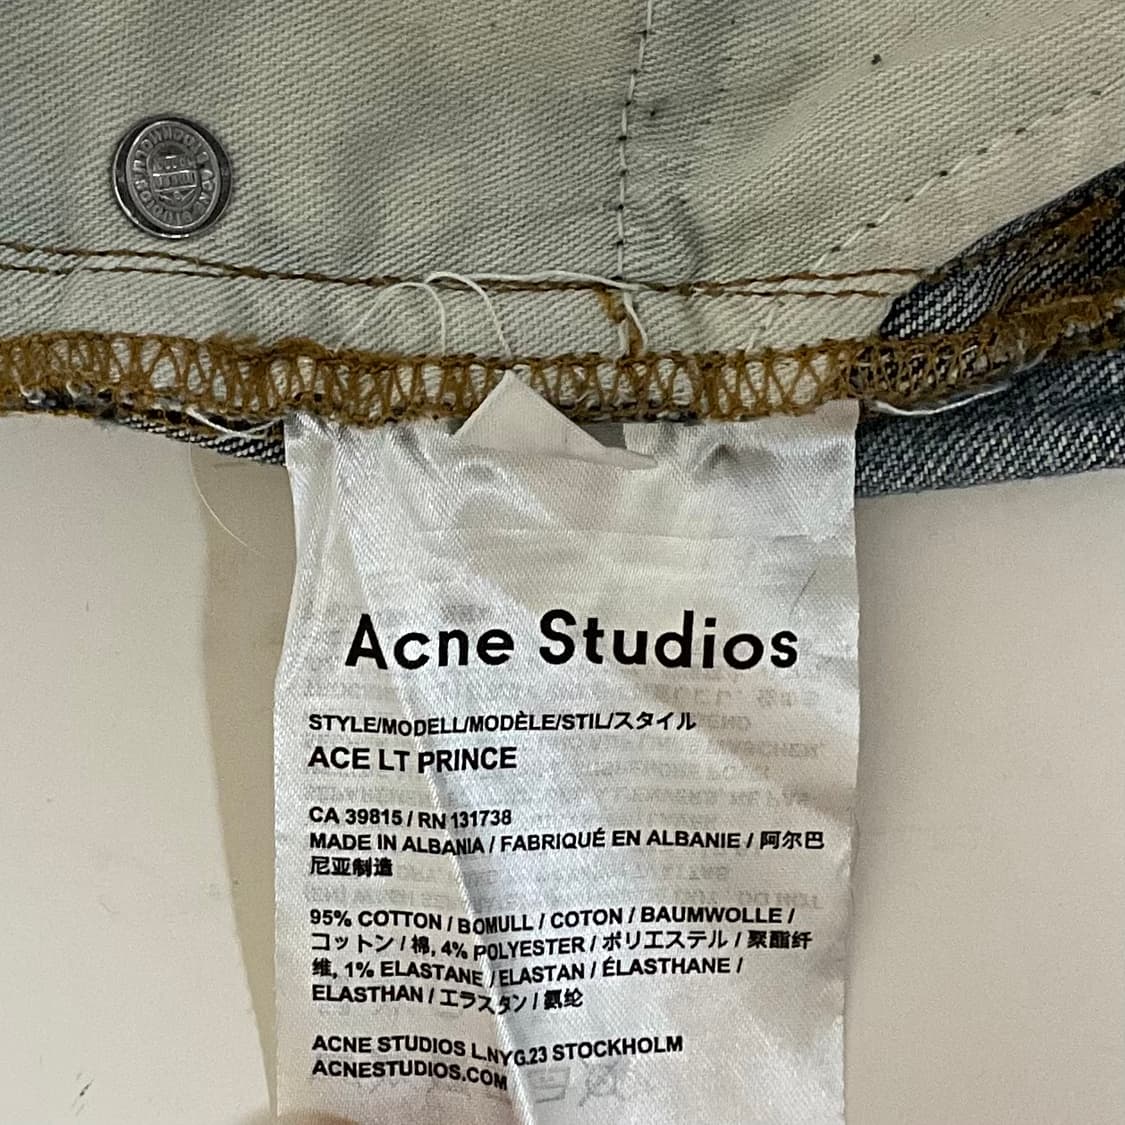 Acne Studios
STYLE/MODELL/MODÈLE/STIL/スタイル
ACE LT PRINCE
CA 39815 / RN 131738
MADE IN ALBANIA / FABRIQUÉ EN ALBANIE / 阿尔巴
尼亚制造
95% COTTON / BOMULL / COTON / BAUMWOLLE /
コットン / 棉, 4% POLYESTER / ポリエステル / 聚酯纤
维, 1% ELASTANE / ELASTAN / ÉLASTHANE /
ELASTHAN / エラスタン / 氨纶
ACNE STUDIOS L.NYG.23 STOCKHOLM
ACNESTUDIOS.COM